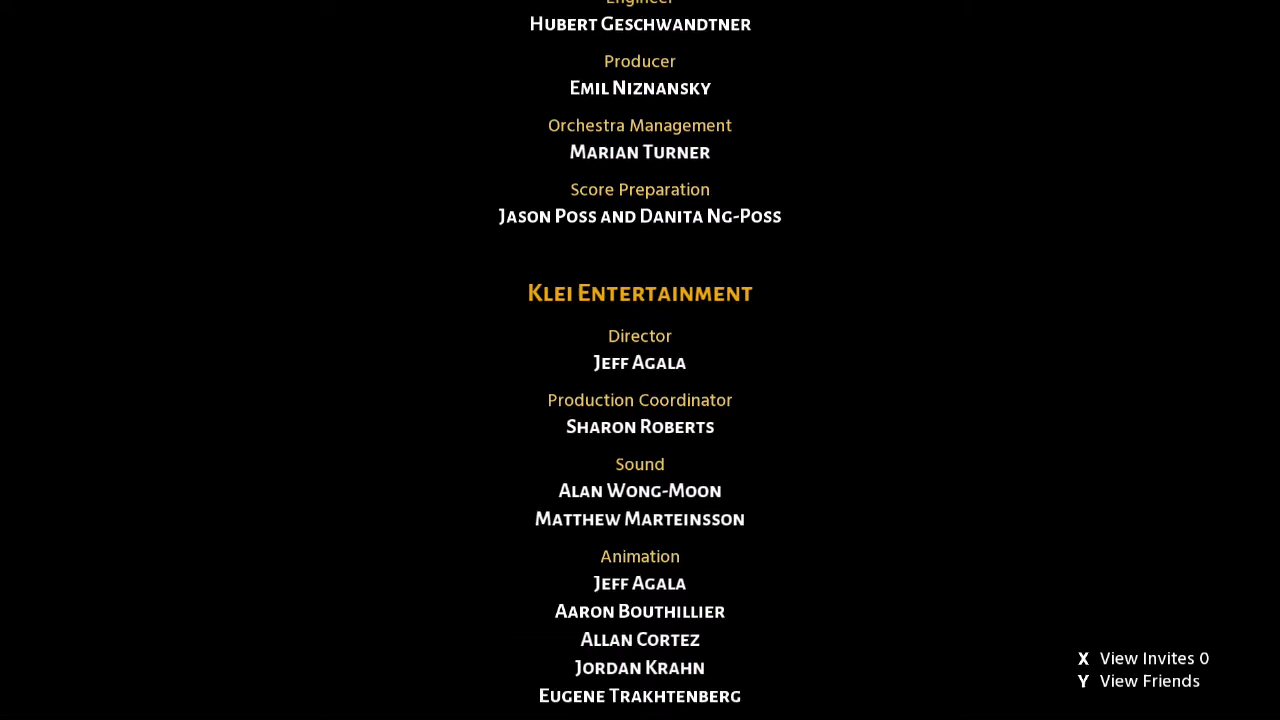 Engineer
Hubert Geschwandtner
Producer
Emil Niznansky
Orchestra Management
Marian Turner
Score Preparation
Jason Poss and Danita Ng-Poss
Klei Entertainment
Director
Jeff Agala
Production Coordinator
Sharon Roberts
Sound
Alan Wong-Moon
Matthew Marteinsson
Animation
Jeff Agala
Aaron Bouthillier
Allan Cortez
Jordan Krahn
Eugene Trakhtenberg
X View Invites 0
Y View Friends